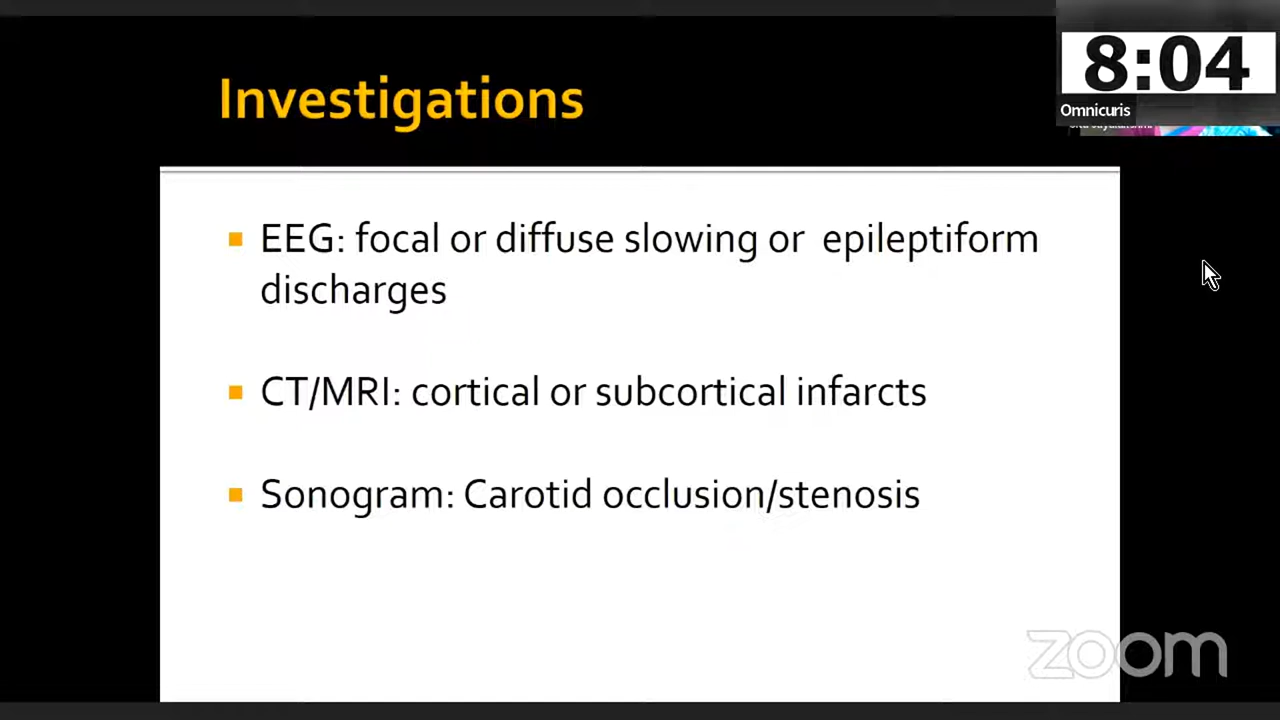 Investigations
8:04
Omnicuris
EEG: focal or diffuse slowing or epileptiform
discharges
CT/MRI: cortical or subcortical infarcts
Sonogram: Carotid occlusion/stenosis
zoom